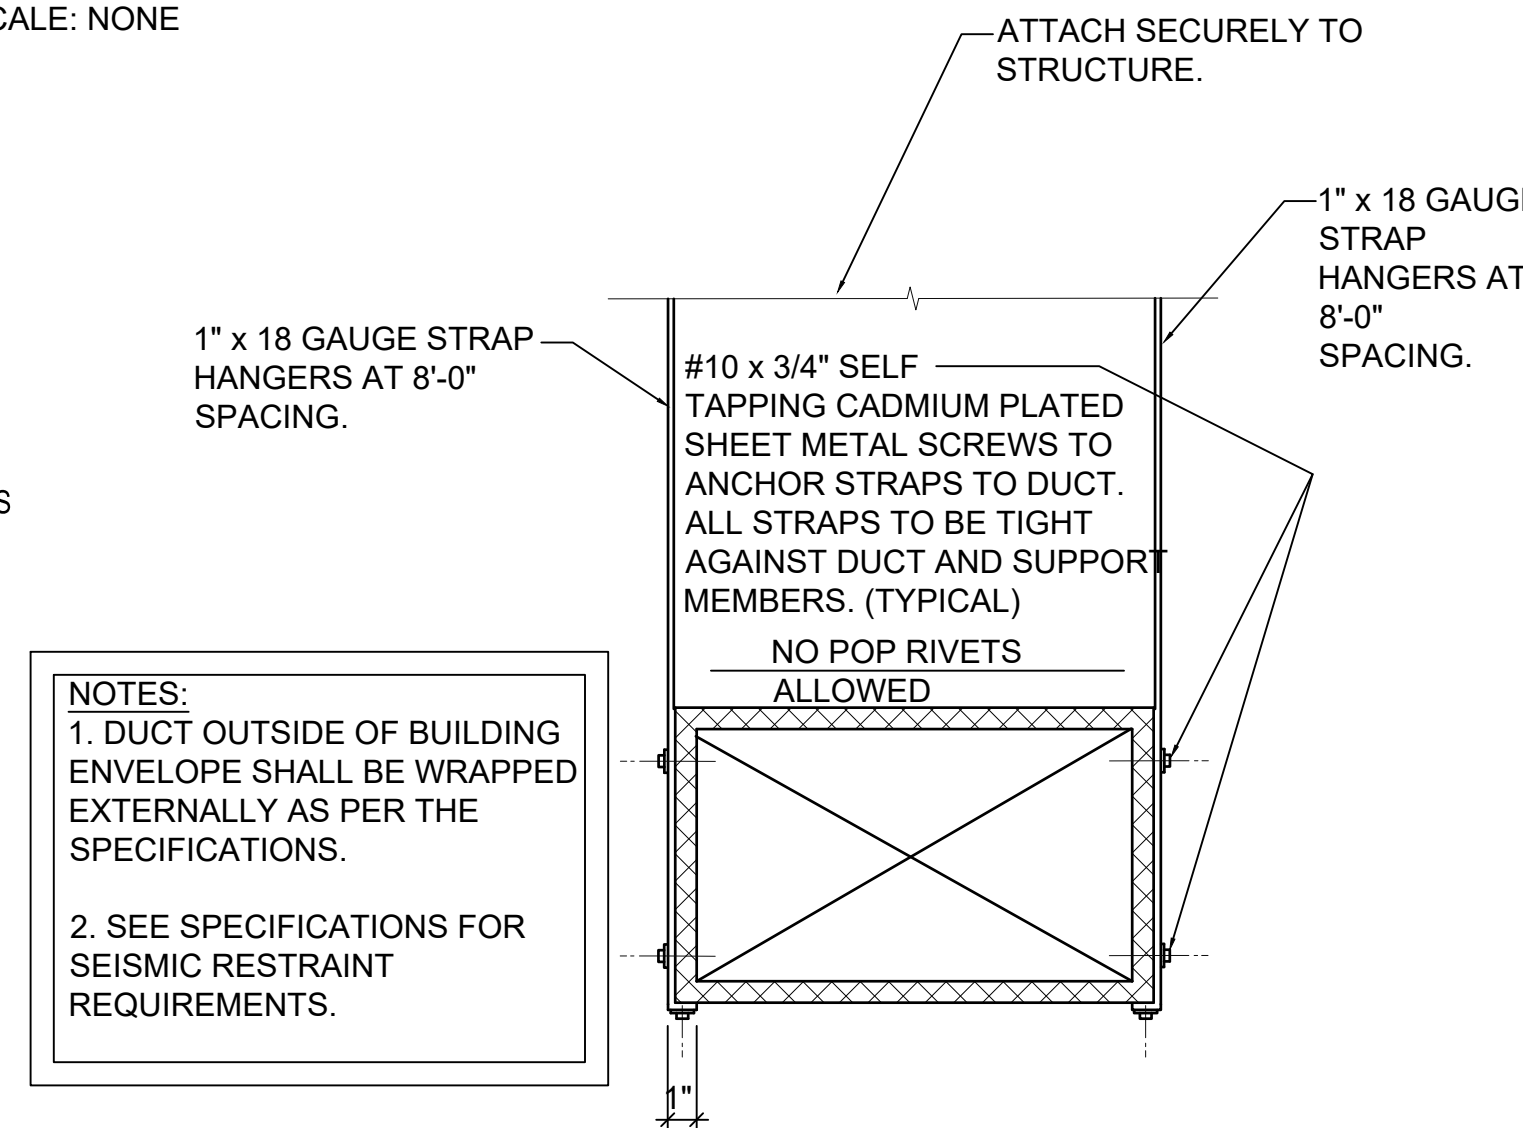 CALE: NONE
ATTACH SECURELY TO
STRUCTURE.
1" x 18 GAUGE
STRAP
HANGERS AT
8'-0"
SPACING.
1" x 18 GAUGE STRAP
HANGERS AT 8'-0"
SPACING.
#10 x 3/4" SELF
TAPPING CADMIUM PLATED
SHEET METAL SCREWS TO
ANCHOR STRAPS TO DUCT.
ALL STRAPS TO BE TIGHT
AGAINST DUCT AND SUPPORT
MEMBERS. (TYPICAL)
NO POP RIVETS
ALLOWED
S
NOTES:
1. DUCT OUTSIDE OF BUILDING
ENVELOPE SHALL BE WRAPPED
EXTERNALLY AS PER THE
SPECIFICATIONS.
2. SEE SPECIFICATIONS FOR
SEISMIC RESTRAINT
REQUIREMENTS.
1"